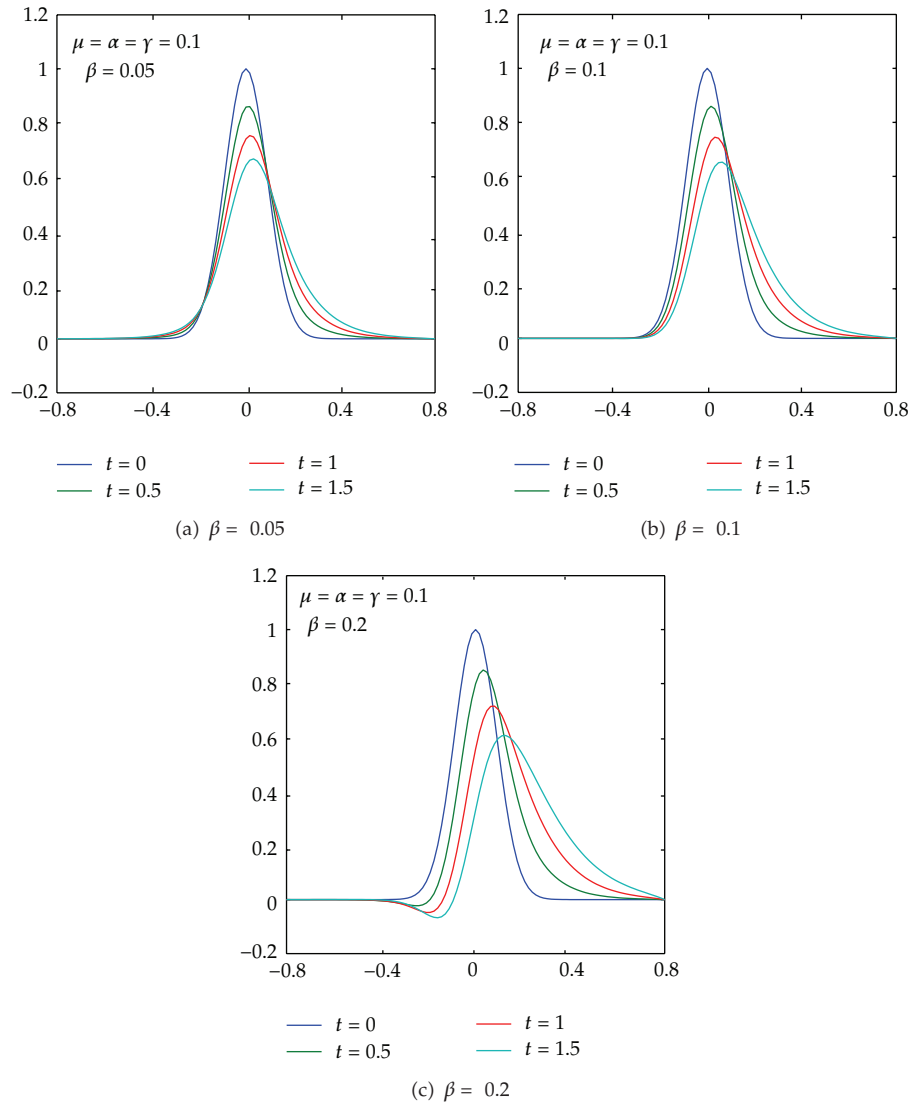 1.2
μ = α = γ = 0.1
β = 0.05
1
0.8
0.6
0.4
0.2
0
−0.2
−0.8 −0.4 0 0.4 0.8
t = 0 t = 1
t = 0.5 t = 1.5
(a) β = 0.05
1.2
μ = α = γ = 0.1
β = 0.1
1
0.8
0.6
0.4
0.2
0
−0.2
−0.8 −0.4 0 0.4 0.8
t = 0 t = 1
t = 0.5 t = 1.5
(b) β = 0.1
1.2
μ = α = γ = 0.1
β = 0.2
1
0.8
0.6
0.4
0.2
0
−0.2
−0.8 −0.4 0 0.4 0.8
t = 0 t = 1
t = 0.5 t = 1.5
(c) β = 0.2